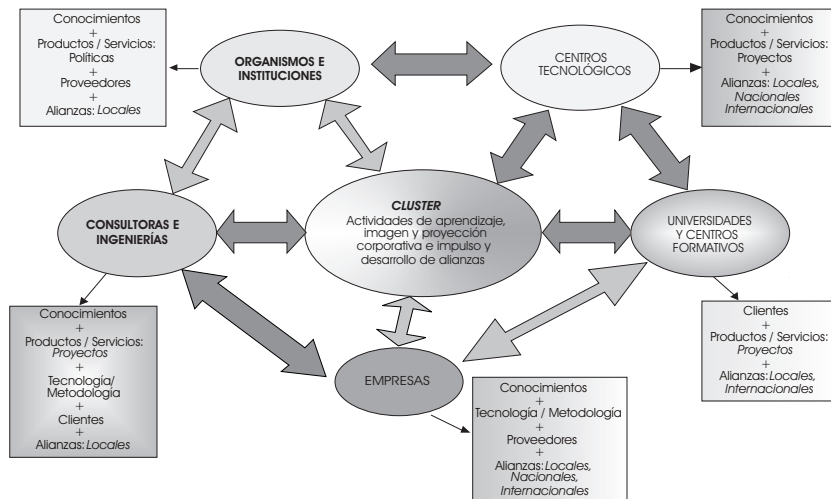 Conocimientos
+
Productos / Servicios:
Políticas
+
Proveedores
+
Alianzas: Locales
ORGANISMOS E
INSTITUCIONES
CENTROS
TECNOLÓGICOS
Conocimientos
+
Productos / Servicios:
Proyectos
+
Alianzas: Locales,
Nacionales
Internacionales
CONSULTORAS E
INGENIERÍAS
CLUSTER
Actividades de aprendizaje,
imagen y proyección
corporativa e impulso y
desarrollo de alianzas
UNIVERSIDADES
Y CENTROS
FORMATIVOS
Conocimientos
+
Productos / Servicios:
Proyectos
+
Tecnología/
Metodología
+
Clientes
+
Alianzas: Locales
EMPRESAS
Conocimientos
+
Tecnología / Metodología
+
Proveedores
+
Alianzas: Locales,
Nacionales,
Internacionales
Clientes
+
Productos / Servicios:
Proyectos
+
Alianzas: Locales,
Internacionales